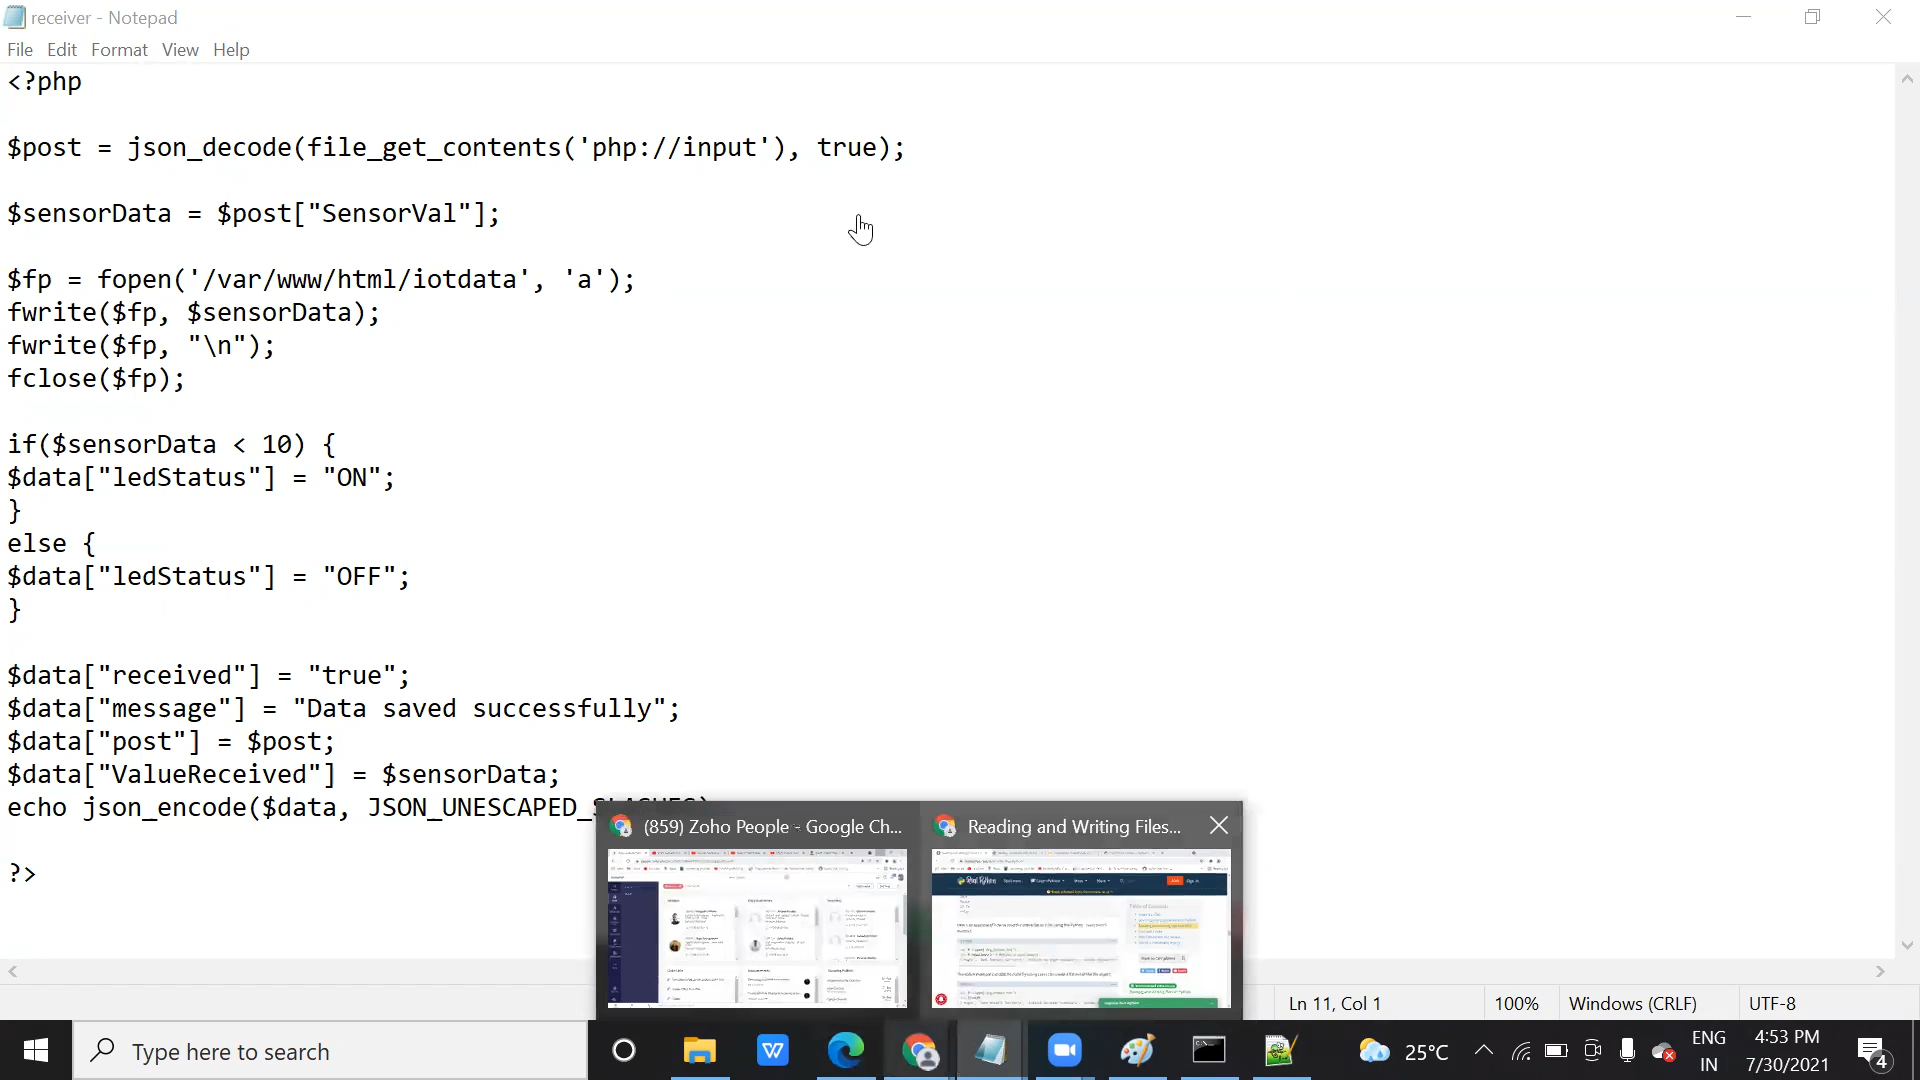 receiver - Notepad
File Edit Format View Help
<?php
$post = json_decode(file_get_contents('php://input'), true);
$sensorData = $post["SensorVal"];
$fp = fopen('/var/www/html/iotdata', 'a');
fwrite($fp, $sensorData);
fwrite($fp, "\n");
fclose($fp);
if($sensorData < 10) {
$data["ledStatus"] = "ON";
}
else {
$data["ledStatus"] = "OFF";
}
$data["received"] = "true";
$data["message"] = "Data saved successfully";
$data["post"] = $post;
$data["ValueReceived"] = $sensorData;
echo json_encode($data, JSON_UNESCAPED_SLASHES)
?>
(859) Zoho People - Google Ch...
Reading and Writing Files...
Real Python
Ln 11, Col 1
100%
Windows (CRLF)
UTF-8
Type here to search
25°C
ENG
IN
4:53 PM
7/30/2021
4